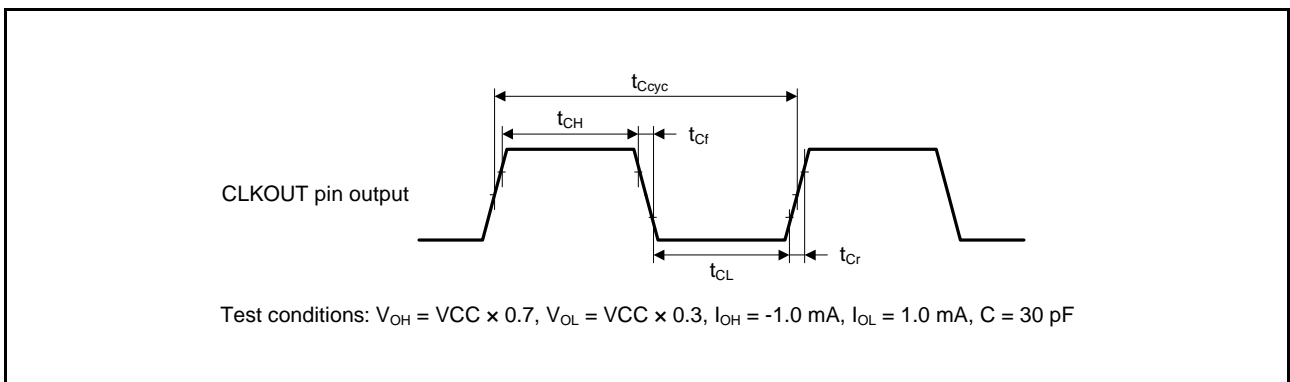 tCcyc
tCH
tCf
CLKOUT pin output
tCL
tCr
Test conditions: VOH = VCC × 0.7, VOL = VCC × 0.3, IOH = -1.0 mA, IOL = 1.0 mA, C = 30 pF